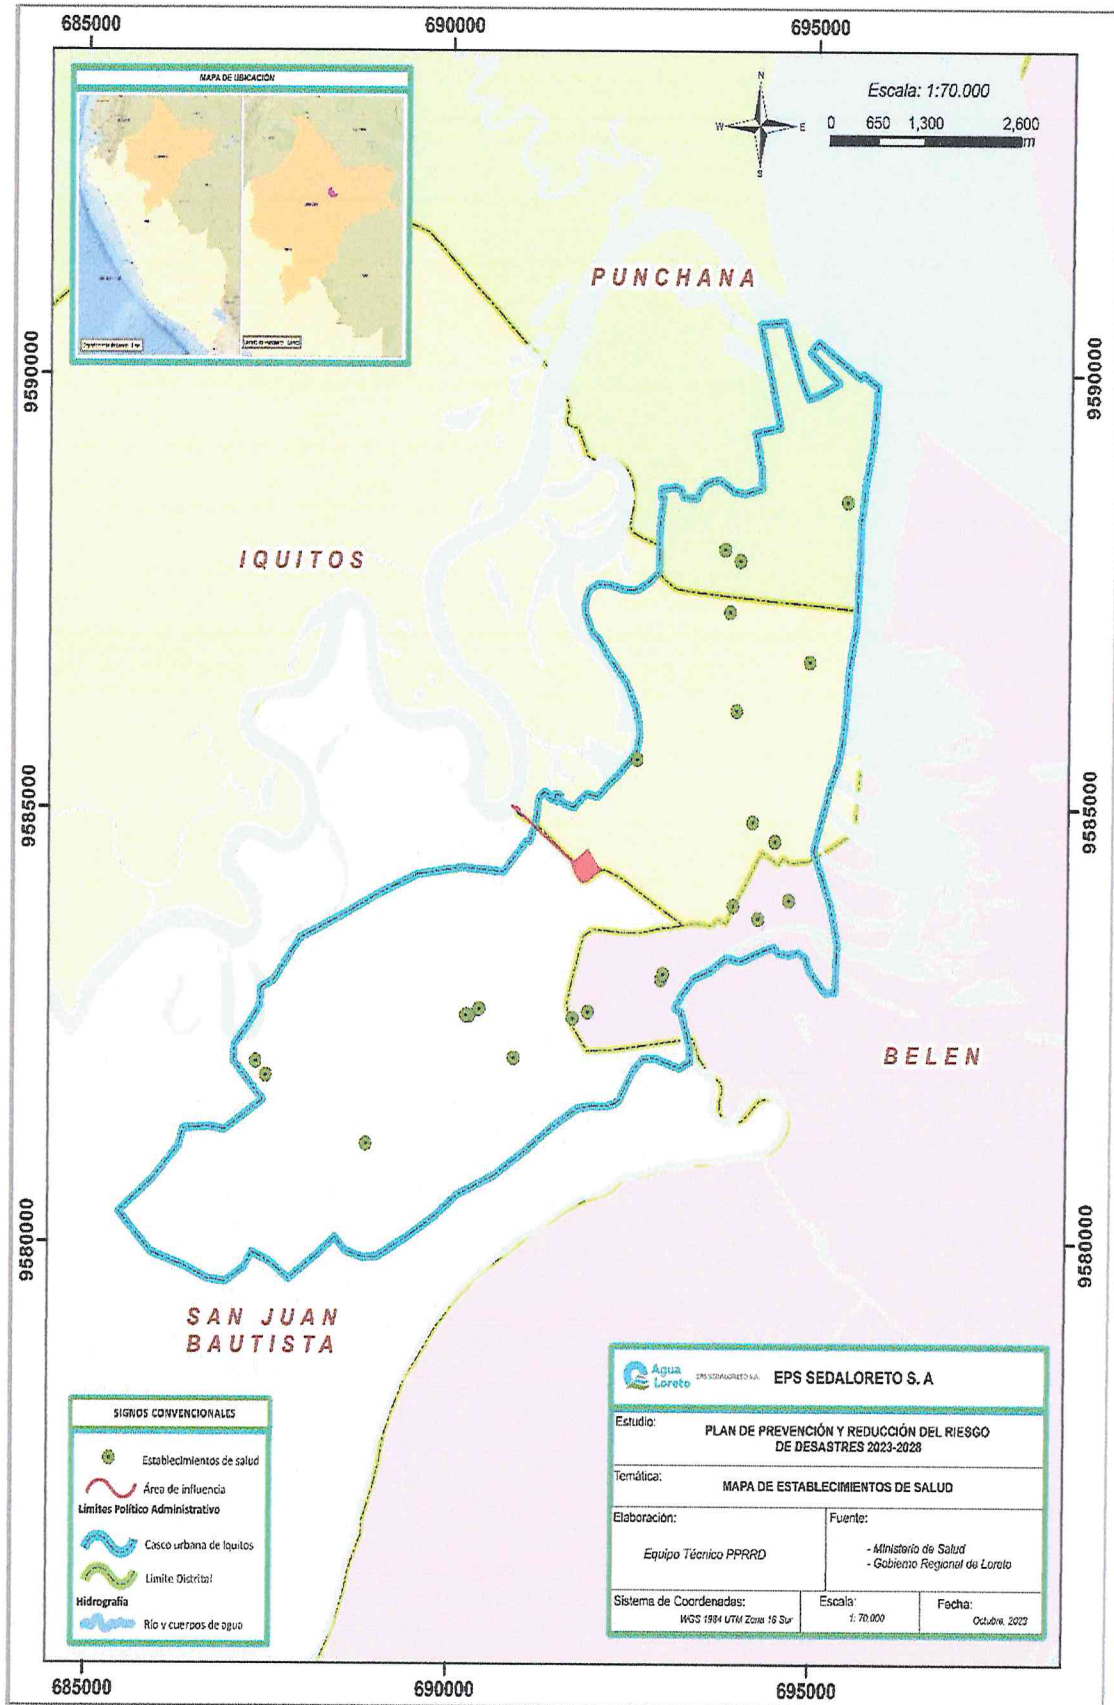 685000
690000
695000
MAPA DE UBICACIÓN
N
W
E
S
Escala: 1:70.000
0 650 1,300 2,600
m
PUNCHANA
9590000
9590000
IQUITOS
9585000
9585000
BELEN
9580000
9580000
SAN JUAN
BAUTISTA
SIGNOS CONVENCIONALES
Establecimientos de salud
Área de influencia
Límites Político Administrativo
Casco urbana de Iquitos
Límite Distrital
Hidrografía
Río y cuerpos de agua
Agua
Loreto
EPS SEDALORETO S.A.
EPS SEDALORETO S. A
Estudio:
PLAN DE PREVENCIÓN Y REDUCCIÓN DEL RIESGO
DE DESASTRES 2023-2028
Temática:
MAPA DE ESTABLECIMIENTOS DE SALUD
Elaboración:
Equipo Técnico PPRRD
Fuente:
- Ministerio de Salud
- Gobierno Regional de Loreto
Sistema de Coordenadas:
WGS 1984 UTM Zona 18 Sur
Escala:
1: 70.000
Fecha:
Octubre, 2023
685000
690000
695000